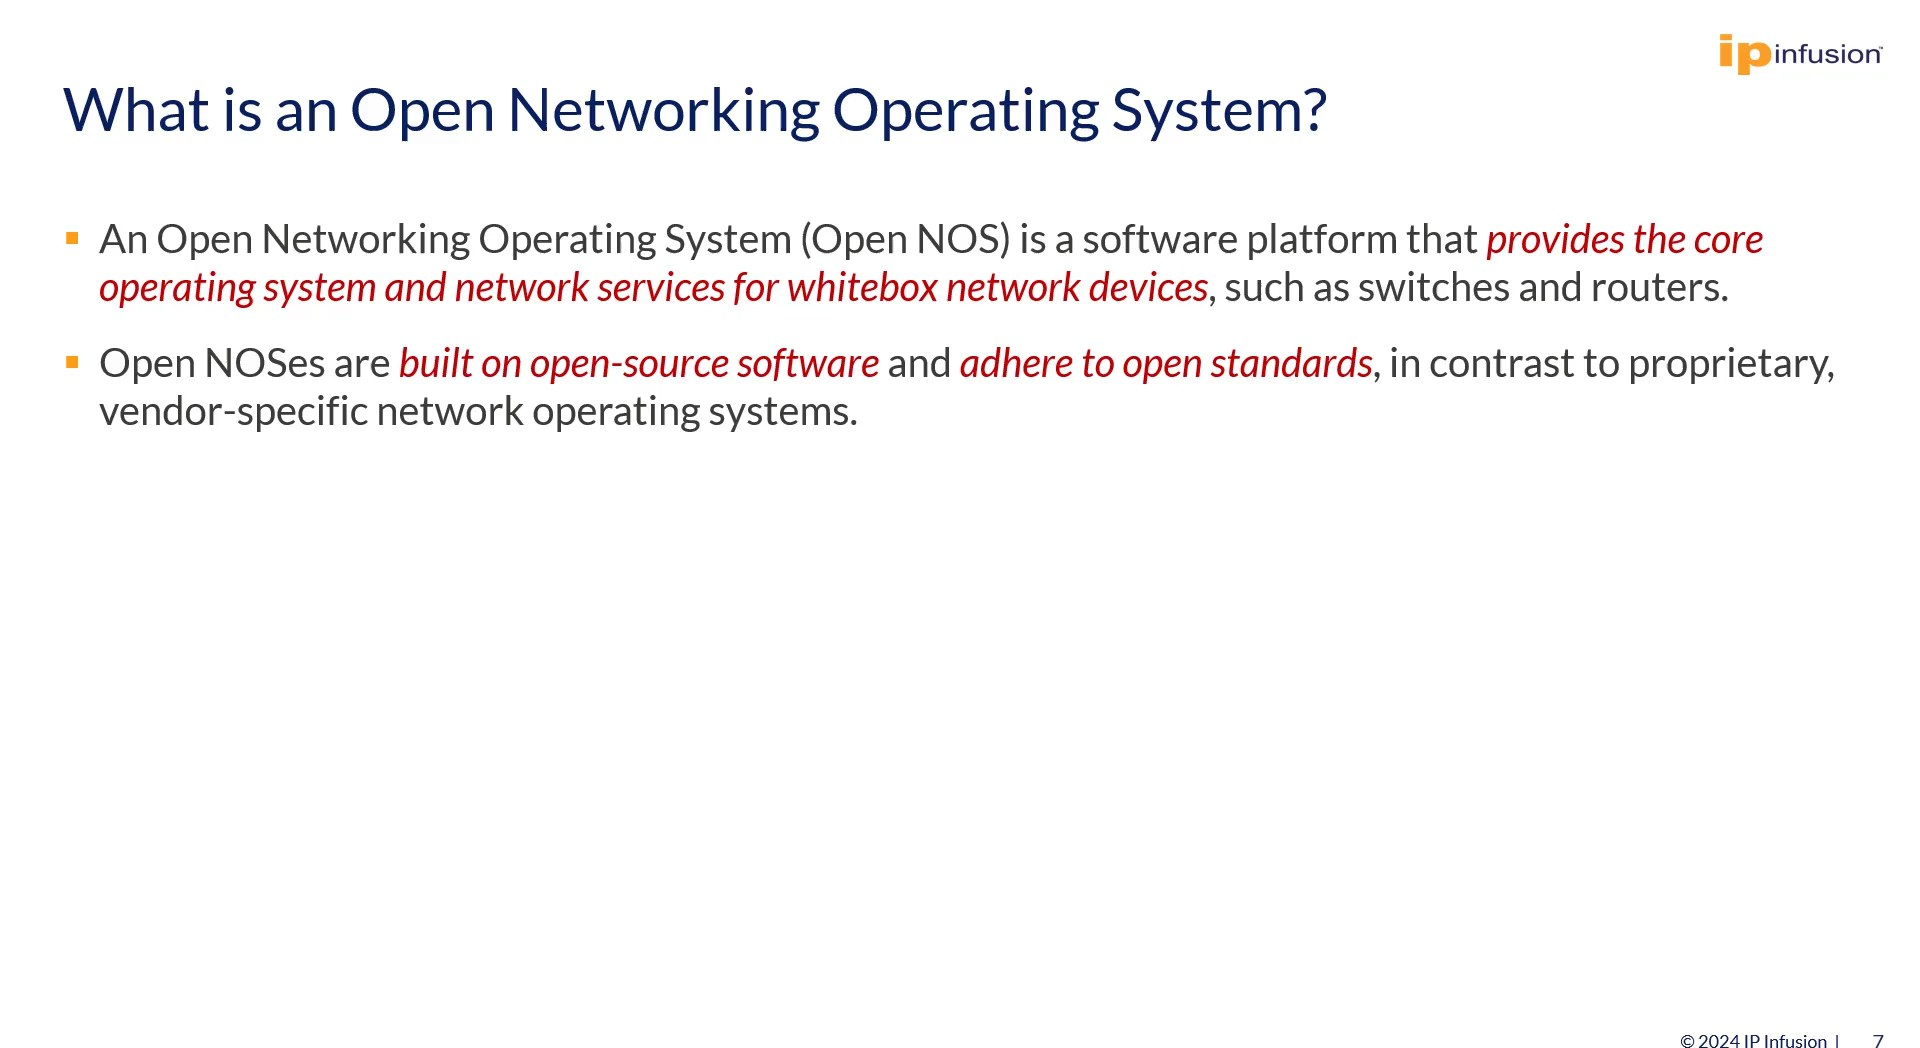 ip infusion™
What is an Open Networking Operating System?
▪ An Open Networking Operating System (Open NOS) is a software platform that provides the core
operating system and network services for whitebox network devices, such as switches and routers.
▪ Open NOSes are built on open-source software and adhere to open standards, in contrast to proprietary,
vendor-specific network operating systems.
© 2024 IP Infusion | 7